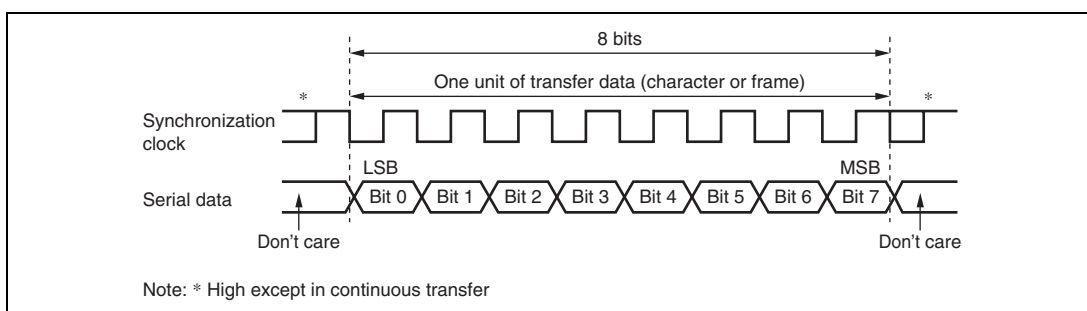 8 bits
One unit of transfer data (character or frame)
* *
Synchronization
clock
LSB MSB
Serial data Bit 0 Bit 1 Bit 2 Bit 3 Bit 4 Bit 5 Bit 6 Bit 7
Don't care Don't care
Note: * High except in continuous transfer